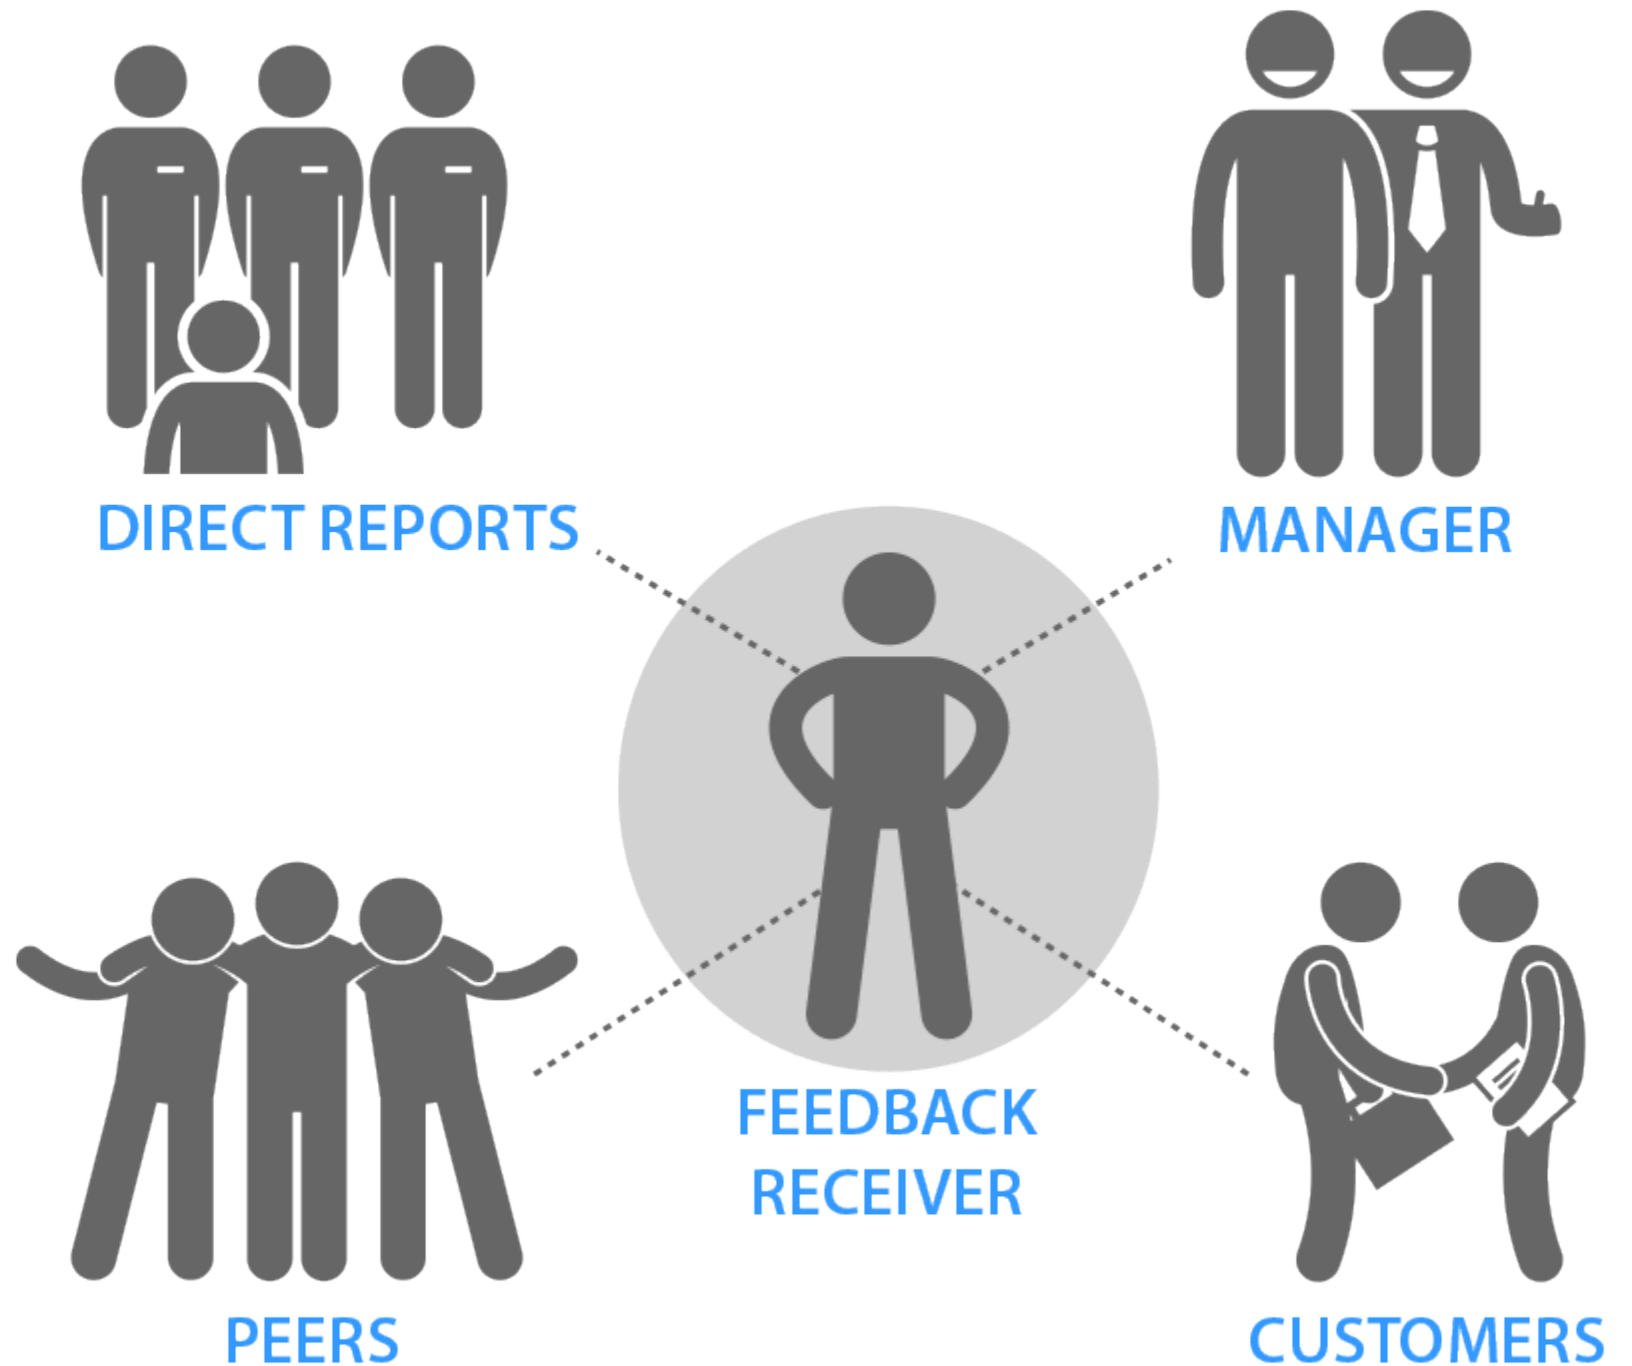 DIRECT REPORTS
MANAGER
FEEDBACK
RECEIVER
PEERS
CUSTOMERS